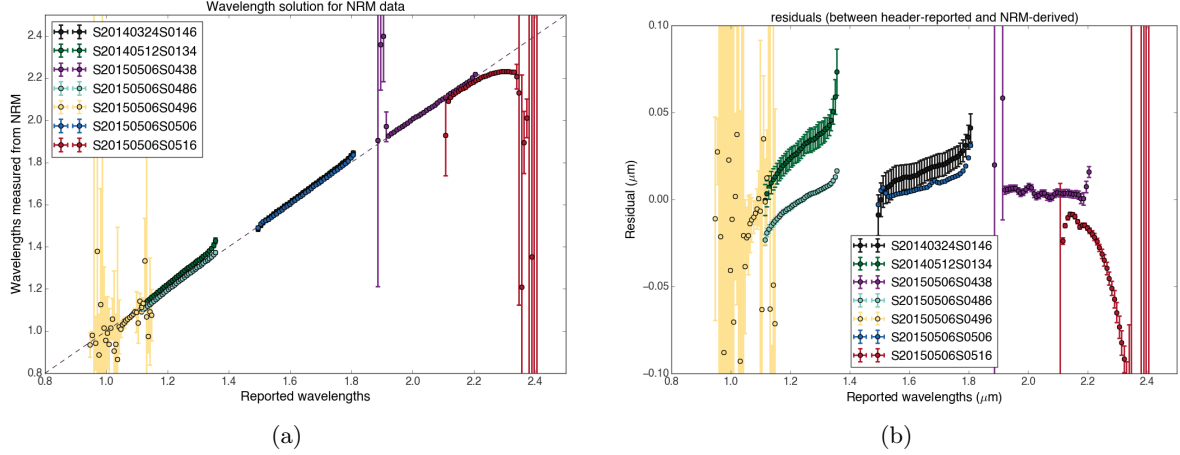 Wavelength solution for NRM data
Wavelengths measured from NRM
2.4
2.2
2.0
1.8
1.6
1.4
1.2
1.0
0.8
S20140324S0146
S20140512S0134
S20150506S0438
S20150506S0486
S20150506S0496
S20150506S0506
S20150506S0516
0.8 1.0 1.2 1.4 1.6 1.8 2.0 2.2 2.4
Reported wavelengths
(a)
residuals (between header-reported and NRM-derived)
Residual (μm)
0.10
0.05
0.00
−0.05
−0.10
S20140324S0146
S20140512S0134
S20150506S0438
S20150506S0486
S20150506S0496
S20150506S0506
S20150506S0516
0.8 1.0 1.2 1.4 1.6 1.8 2.0 2.2 2.4
Reported wavelengths (μm)
(b)